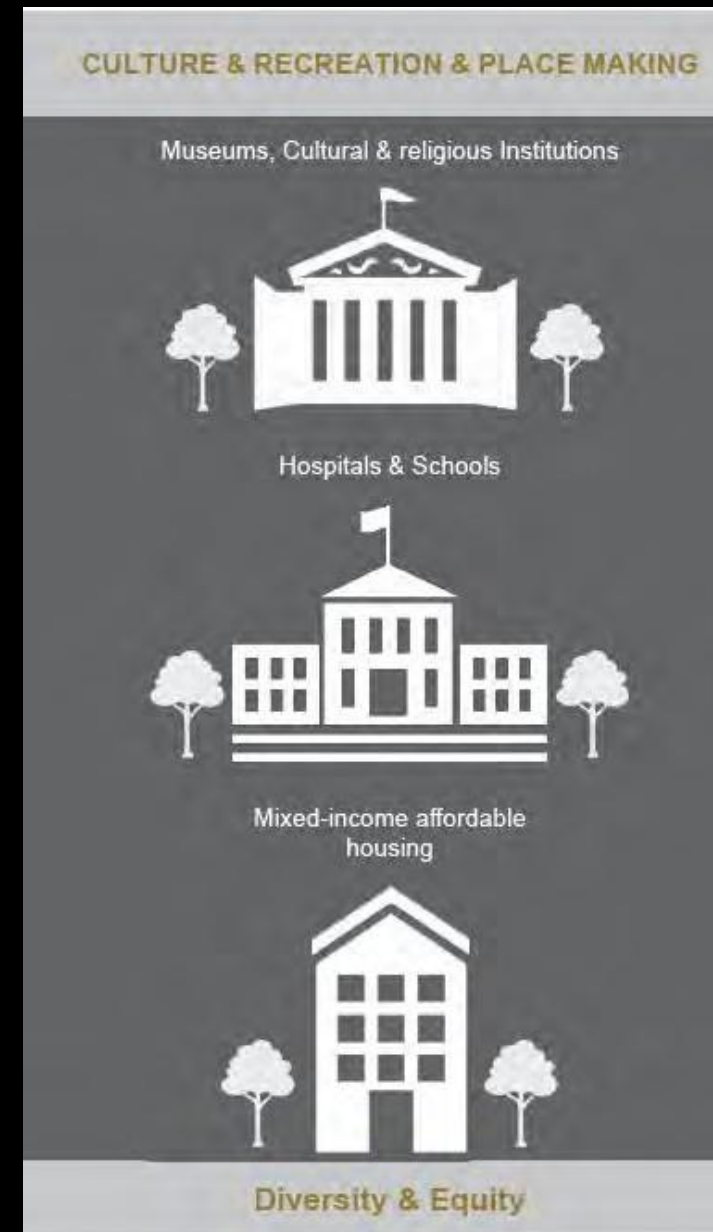 CULTURE & RECREATION & PLACE MAKING
Museums, Cultural & religious Institutions
Hospitals & Schools
Mixed-income affordable
housing
Diversity & Equity